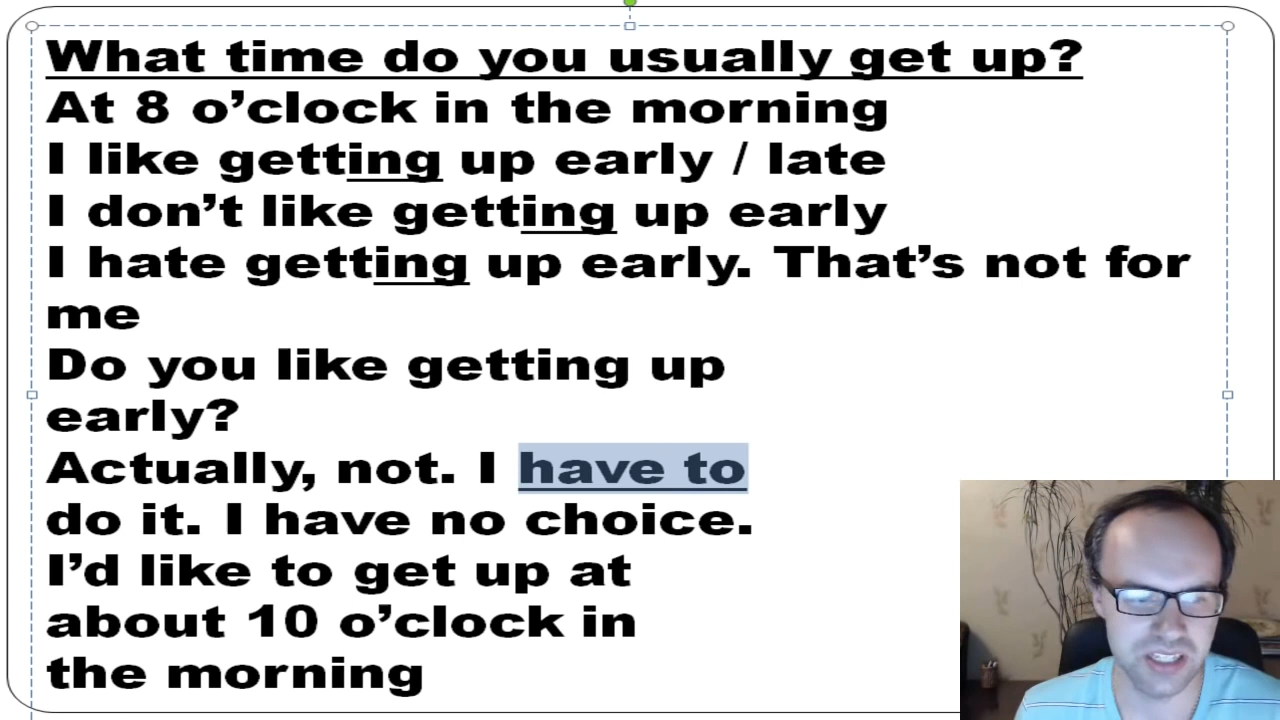 What time do you usually get up?
At 8 o’clock in the morning
I like getting up early / late
I don’t like getting up early
I hate getting up early. That’s not for
me
Do you like getting up
early?
Actually, not. I have to
do it. I have no choice.
I’d like to get up at
about 10 o’clock in
the morning